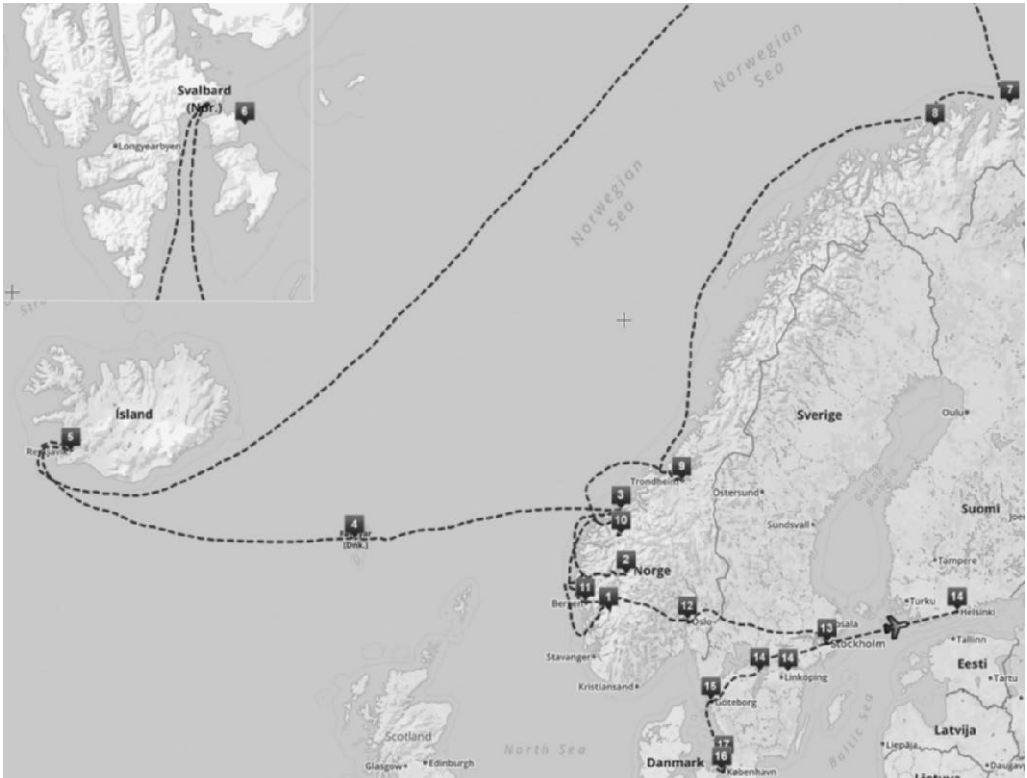 Norwegian
Sea
7
Svalbard
(Nor.)
6
8
Longyearbyen
Norwegian
Sea
Ísland
Sverige
Oulu
5
9
Trondheim
3
Östersund
4
10
Sundsvall
Suomi
(Dnk.)
2
Norge
Tampere
11
1
12
14
Turku
Helsinki
Oslo
13
Stockholm
Tallinn
Stavanger
14
14
Linköping
Eesti
Tartu
Kristiansand
15
Göteborg
Baltic Sea
Latvija
Scotland
North Sea
17
16
Liepāja
Glasgow
Edinburgh
Danmark
København